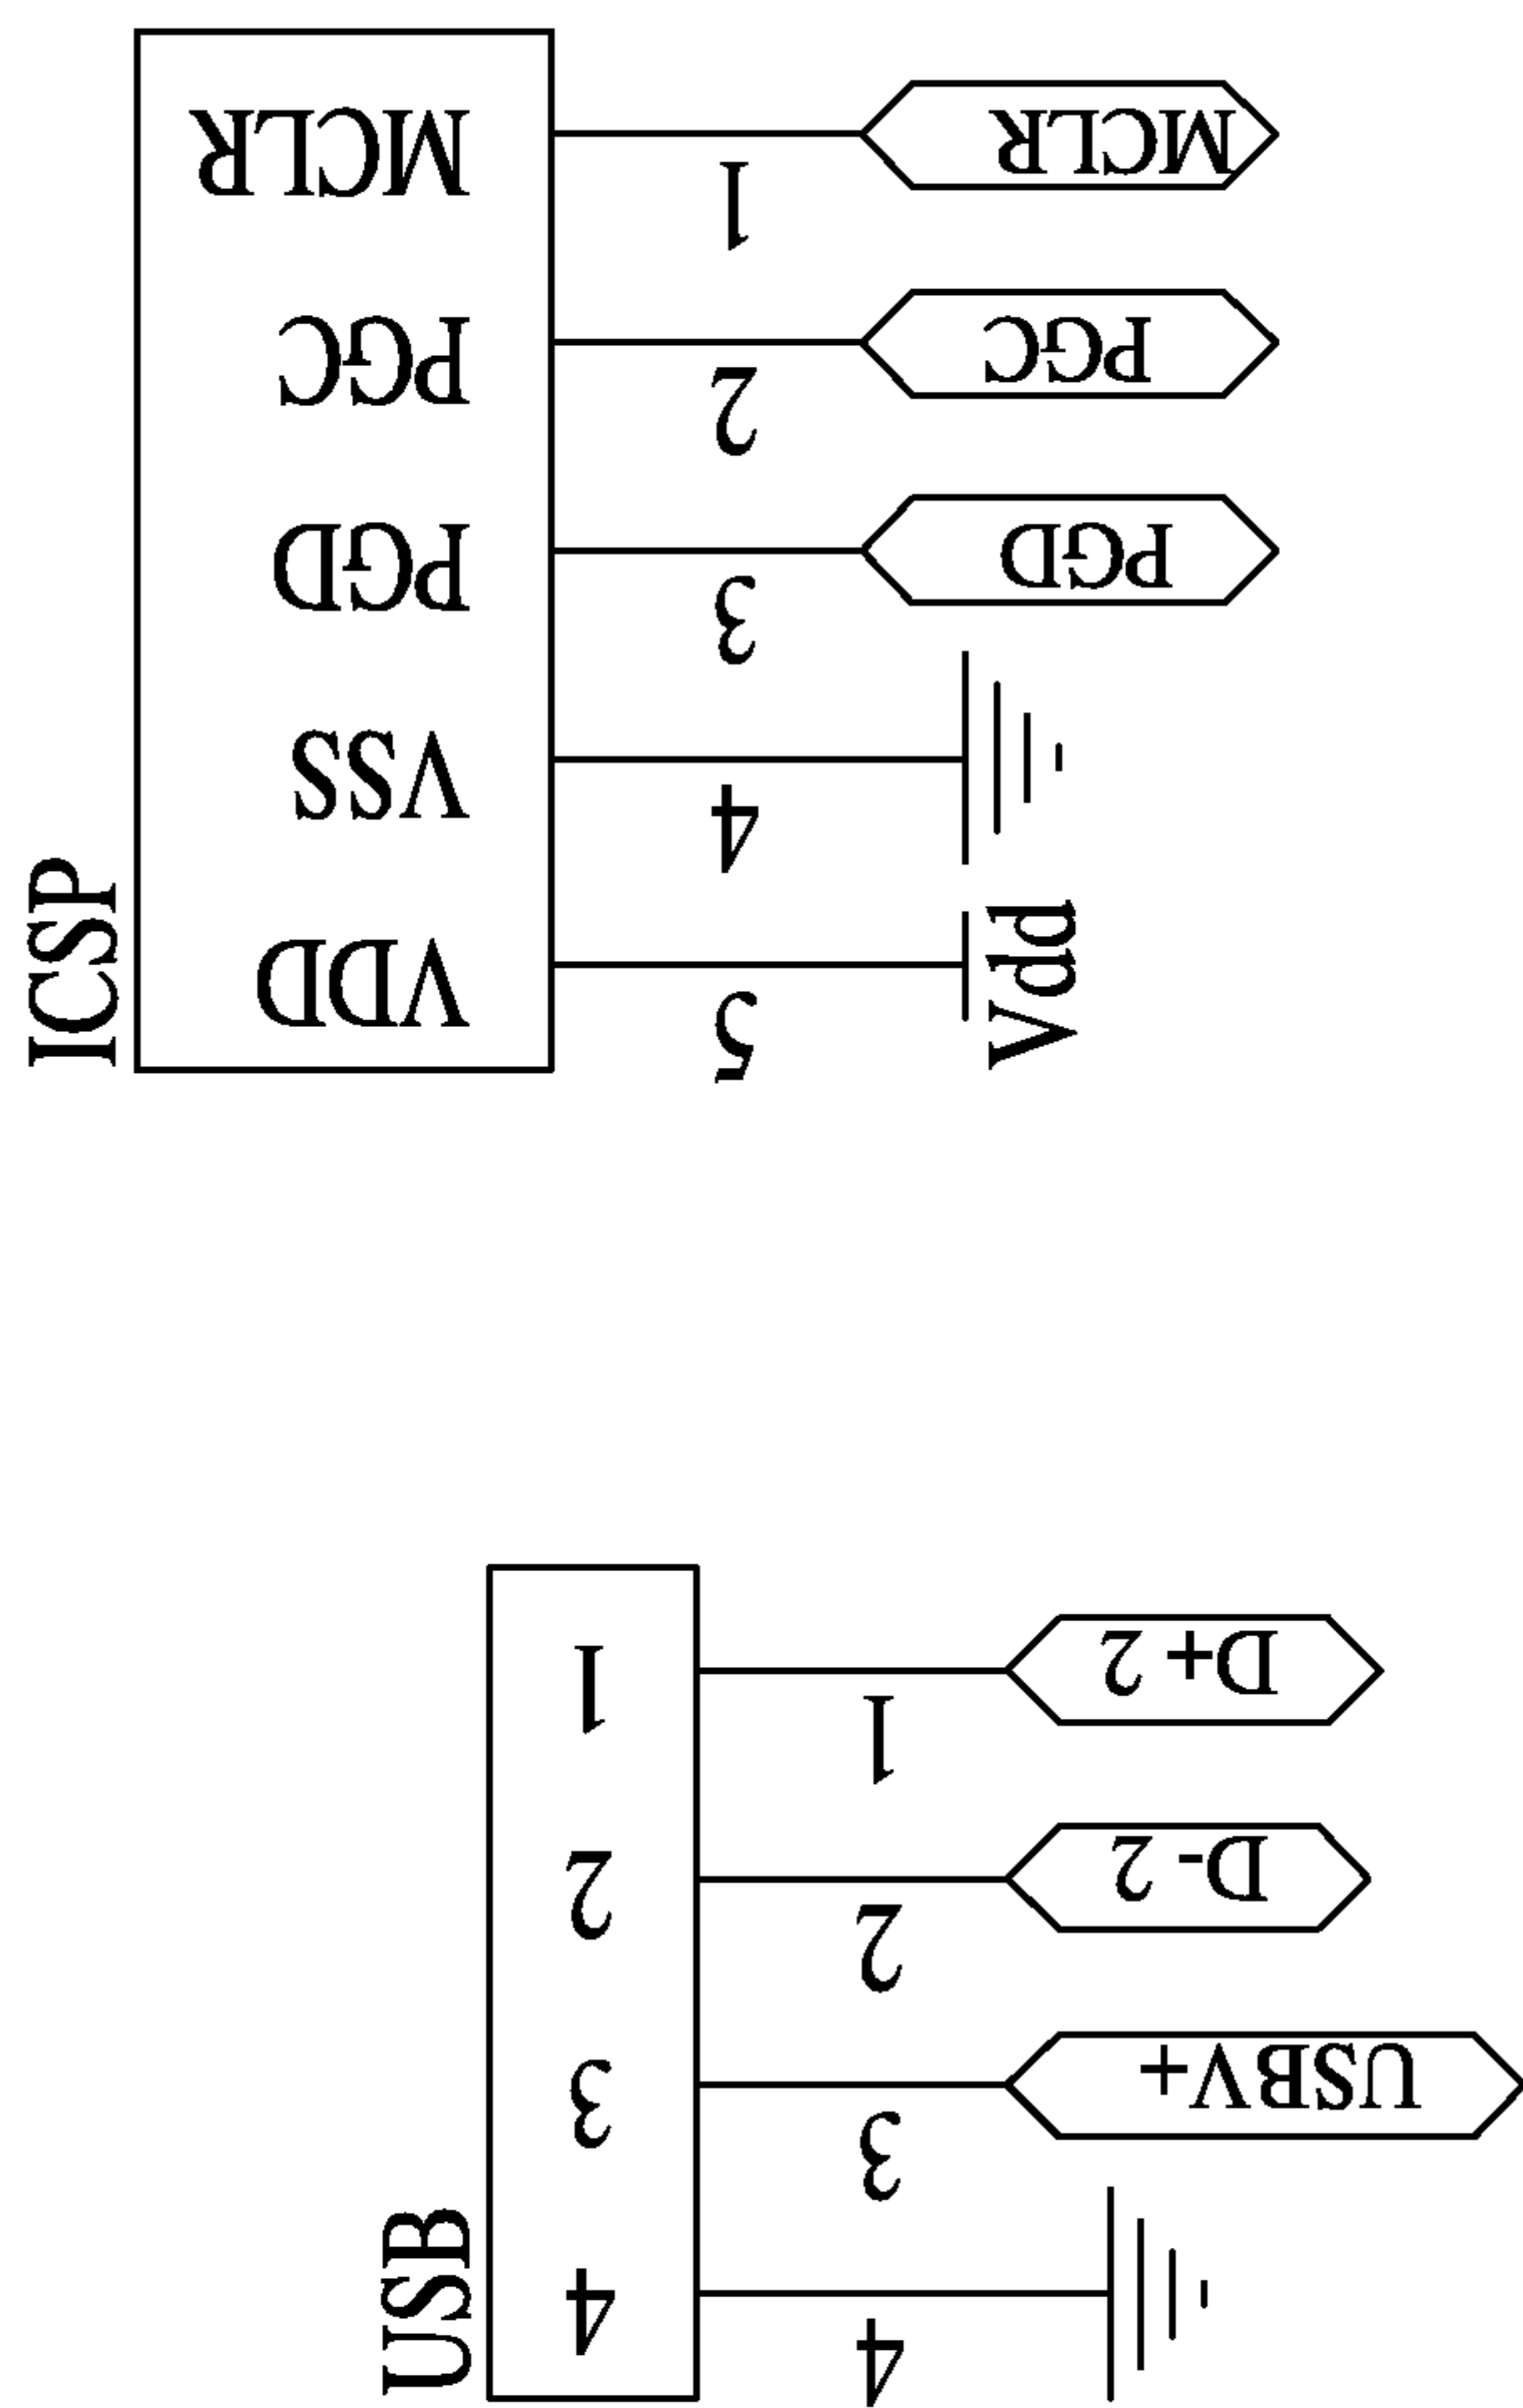 ICSP
MCLR 1 MCLR
PGC 2 PGC
PGD 3 PGD
VSS 4
VDD 5 Vdd
USB
1 1 D+ 2
2 2 D- 2
3 3 USBV+
4 4